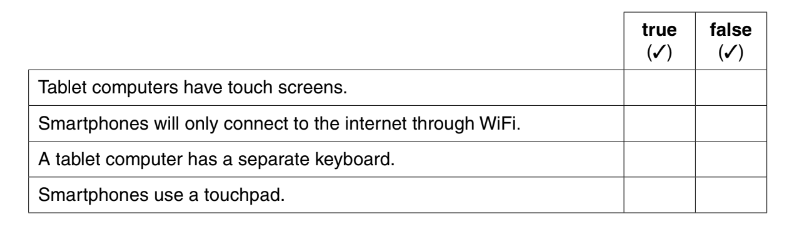 true false
(✓) (✓)
Tablet computers have touch screens.
Smartphones will only connect to the internet through WiFi.
A tablet computer has a separate keyboard.
Smartphones use a touchpad.